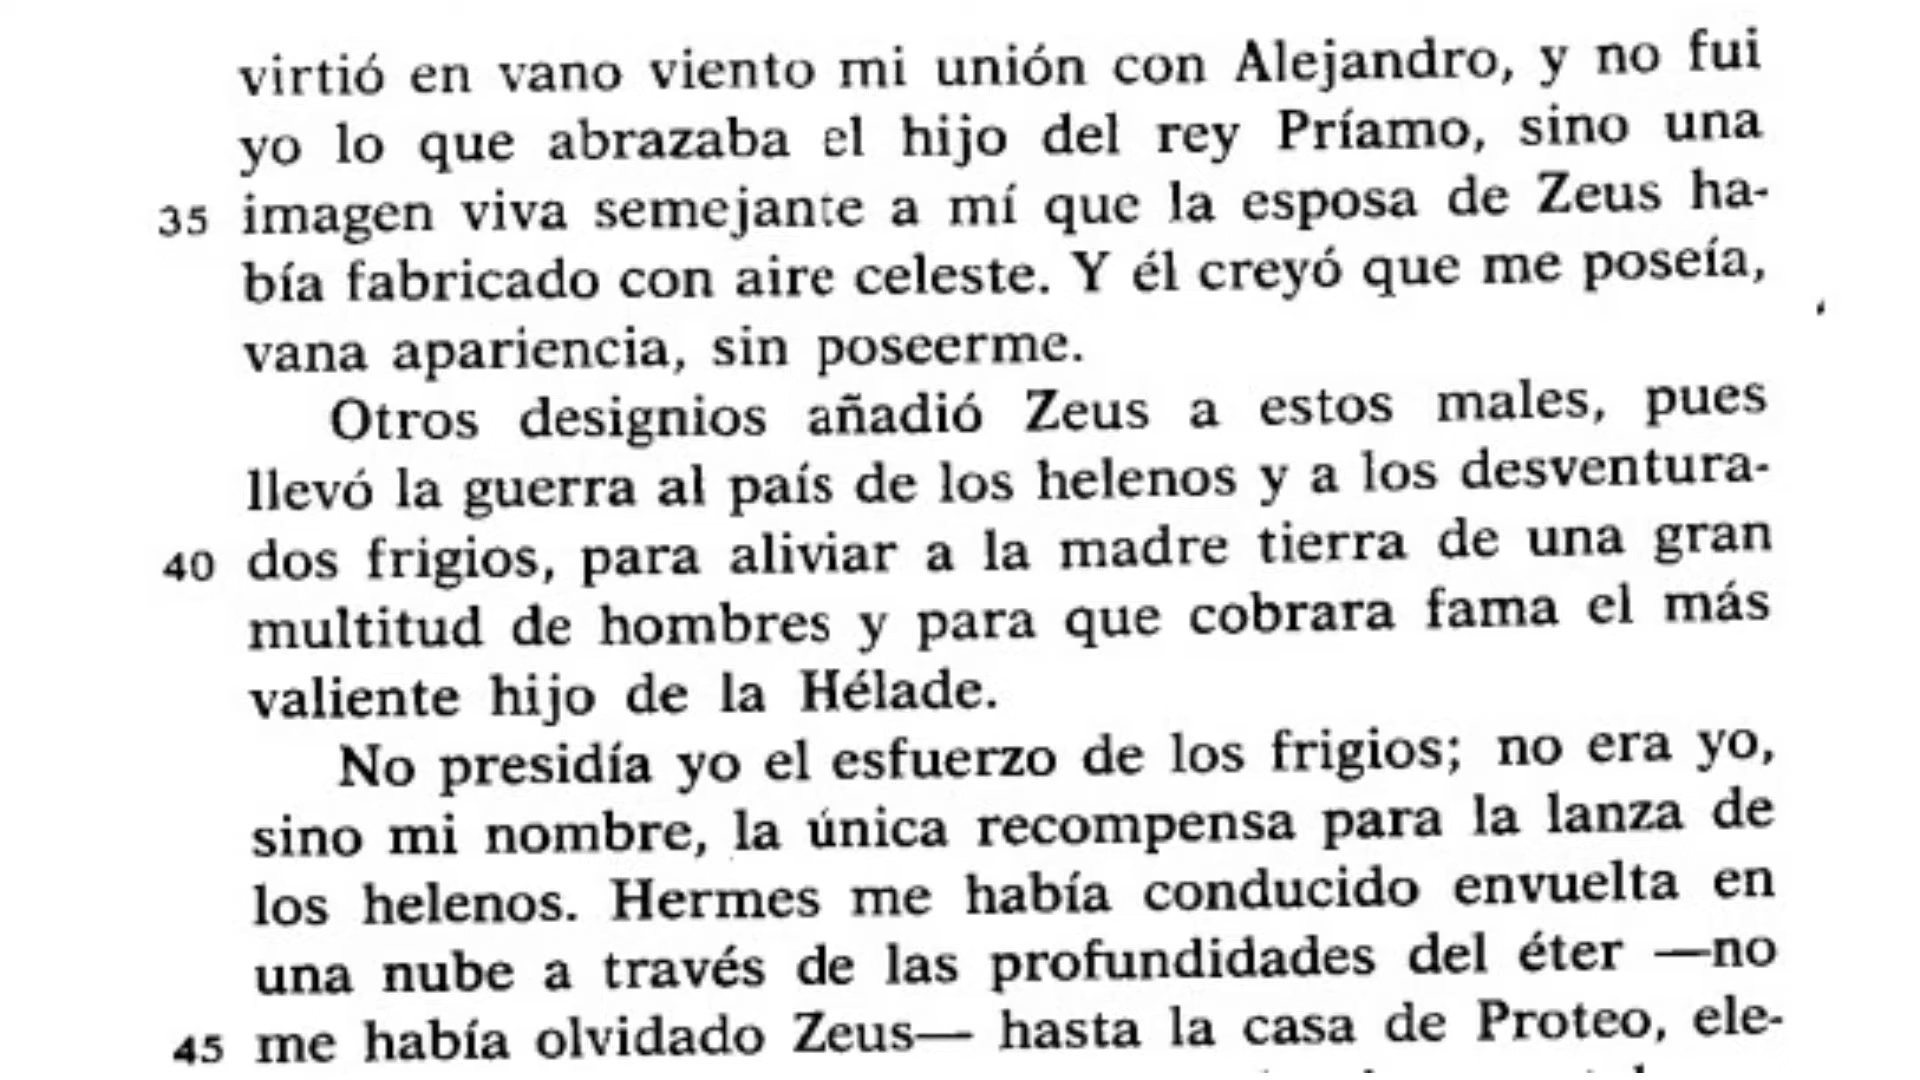 virtió en vano viento mi unión con Alejandro, y no fui
yo lo que abrazaba el hijo del rey Príamo, sino una
35 imagen viva semejante a mí que la esposa de Zeus ha-
bía fabricado con aire celeste. Y él creyó que me poseía,
vana apariencia, sin poseerme.
Otros designios añadió Zeus a estos males, pues
llevó la guerra al país de los helenos y a los desventura-
40 dos frigios, para aliviar a la madre tierra de una gran
multitud de hombres y para que cobrara fama el más
valiente hijo de la Hélade.
No presidía yo el esfuerzo de los frigios; no era yo,
sino mi nombre, la única recompensa para la lanza de
los helenos. Hermes me había conducido envuelta en
una nube a través de las profundidades del éter —no
45 me había olvidado Zeus— hasta la casa de Proteo, ele-